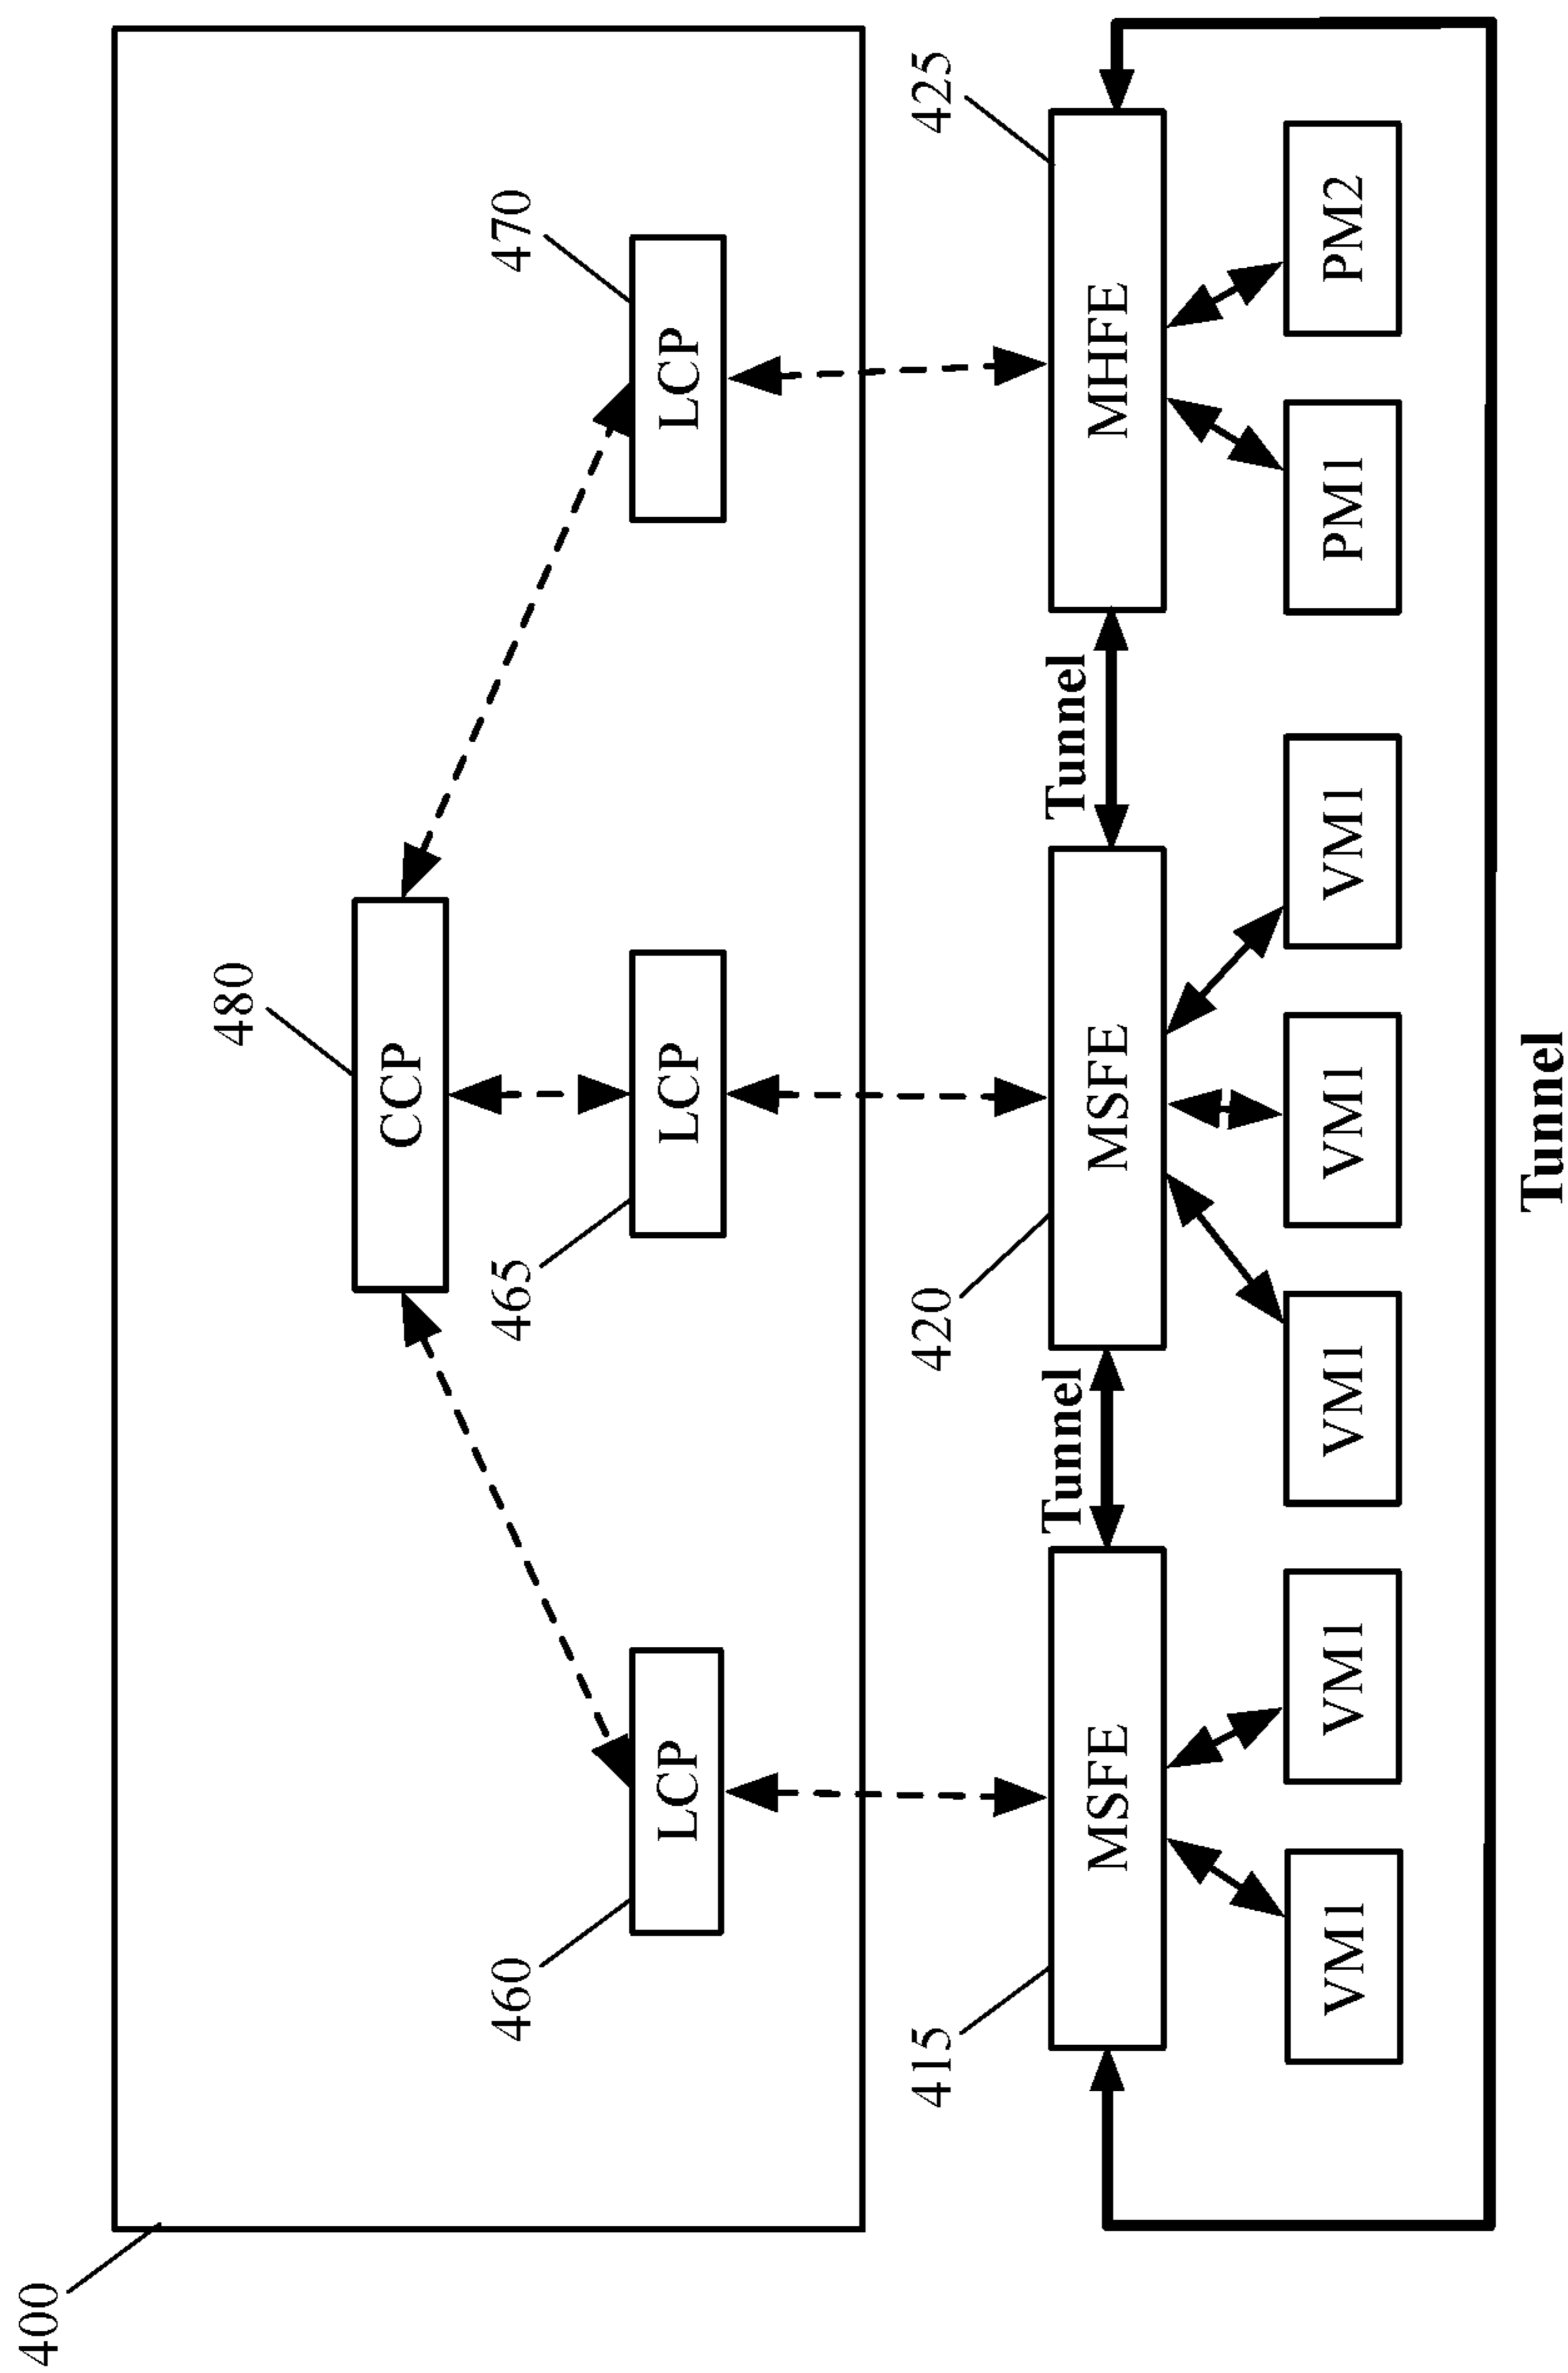 400
480
CCP
460
465
470
LCP
LCP
LCP
415
420
425
Tunnel
Tunnel
MSFE
MSFE
MHFE
VM1
VM1
VM1
VM1
VM1
PM1
PM2
Tunnel